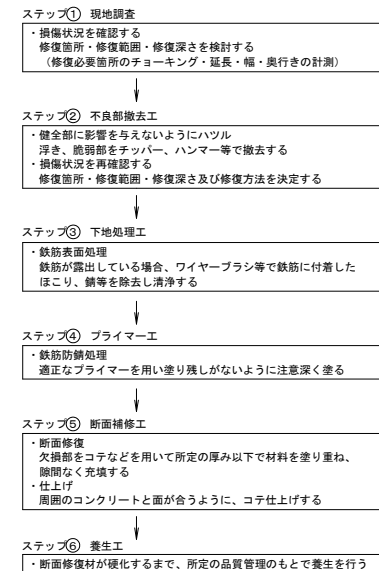 ステップ① 現地調査
・損傷状況を確認する
修復箇所・修復範囲・修復深さを検討する
（修復必要箇所のチョーキング・延長・幅・奥行きの計測）
ステップ② 不良部撤去工
・健全部に影響を与えないようにハツル
浮き、脆弱部をチッパー、ハンマー等で撤去する
・損傷状況を再確認する
修復箇所・修復範囲・修復深さ及び修復方法を決定する
ステップ③ 下地処理工
・鉄筋表面処理
鉄筋が露出している場合、ワイヤーブラシ等で鉄筋に付着した
ほこり、錆等を除去し清浄する
ステップ④ プライマー工
・鉄筋防錆処理
適正なプライマーを用い塗り残しがないように注意深く塗る
ステップ⑤ 断面補修工
・断面修復
欠損部をコテなどを用いて所定の厚み以下で材料を塗り重ね、
隙間なく充填する
・仕上げ
周囲のコンクリートと面が合うように、コテ仕上げする
ステップ⑥ 養生工
・断面修復材が硬化するまで、所定の品質管理のもとで養生を行う